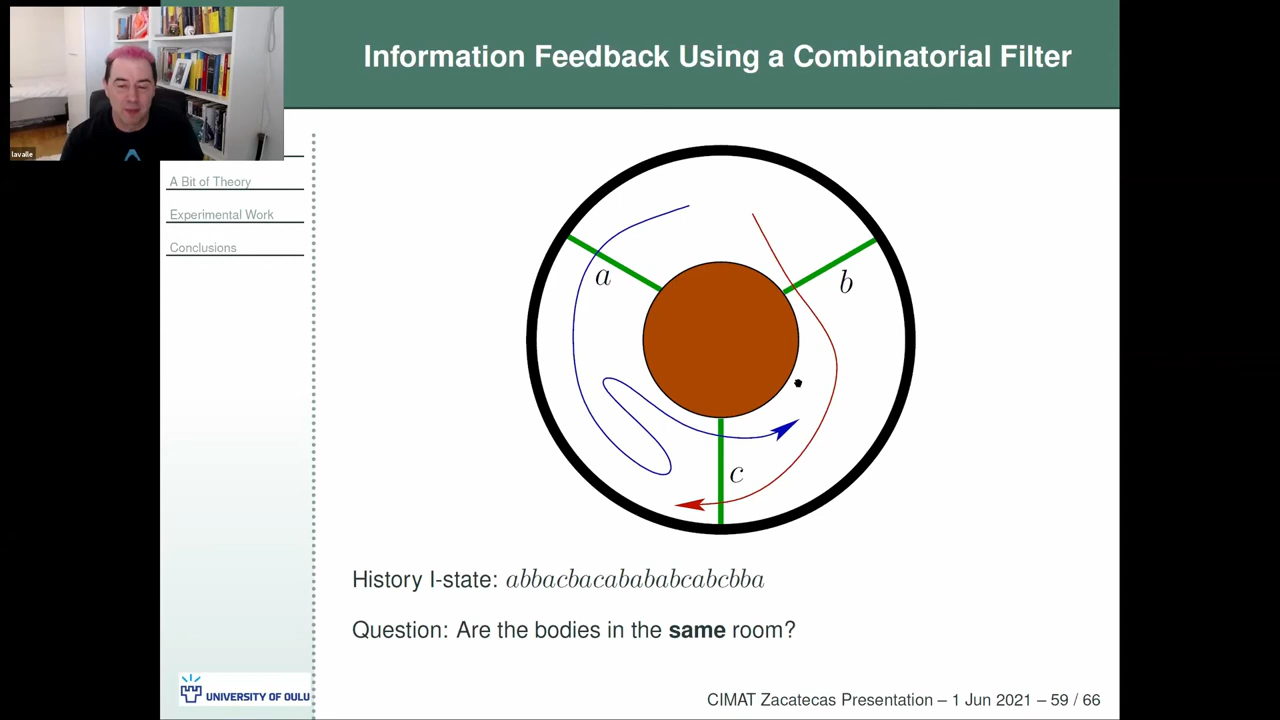 Information Feedback Using a Combinatorial Filter
lavalle
A Bit of Theory
Experimental Work
Conclusions
a
b
c
History I-state: abbacbacabababcabcbba
Question: Are the bodies in the same room?
UNIVERSITY OF OULU
CIMAT Zacatecas Presentation – 1 Jun 2021 – 59 / 66